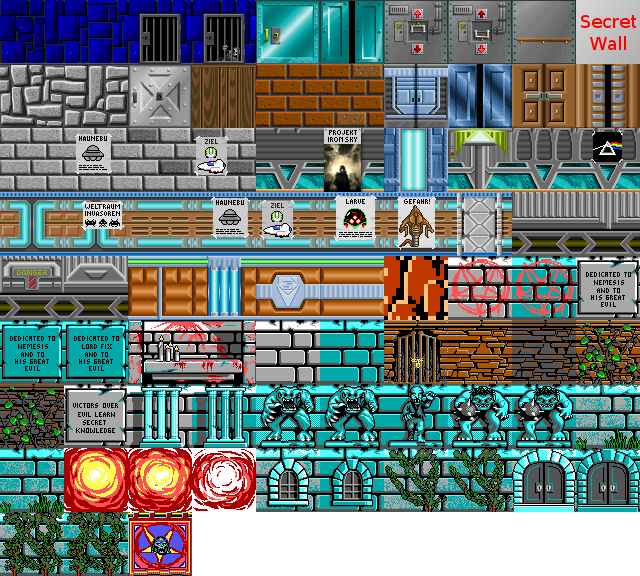 Secret
Wall
HAUNEBU
ZIEL
PROJEKT
IRON SKY
WELTRAUM
INVASOREN
HAUNEBU
ZIEL
LARVE
GEFAHR!
DANGER
DEDICATED TO
NEMESIS
AND TO
HIS GREAT
EVIL
DEDICATED TO
NEMESIS
AND TO
HIS GREAT
EVIL
DEDICATED TO
LORD FIX
AND TO
HIS GREAT
EVIL
VICTORS OVER
EVIL LEARN
SECRET
KNOWLEDGE